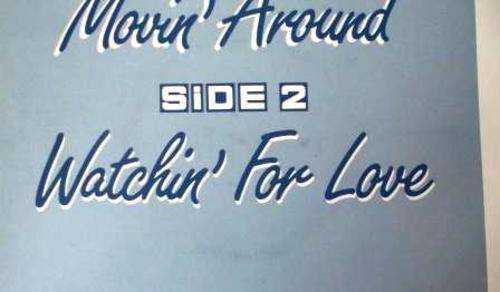 Movin' Around
SiDE 2
Watchin' For Love